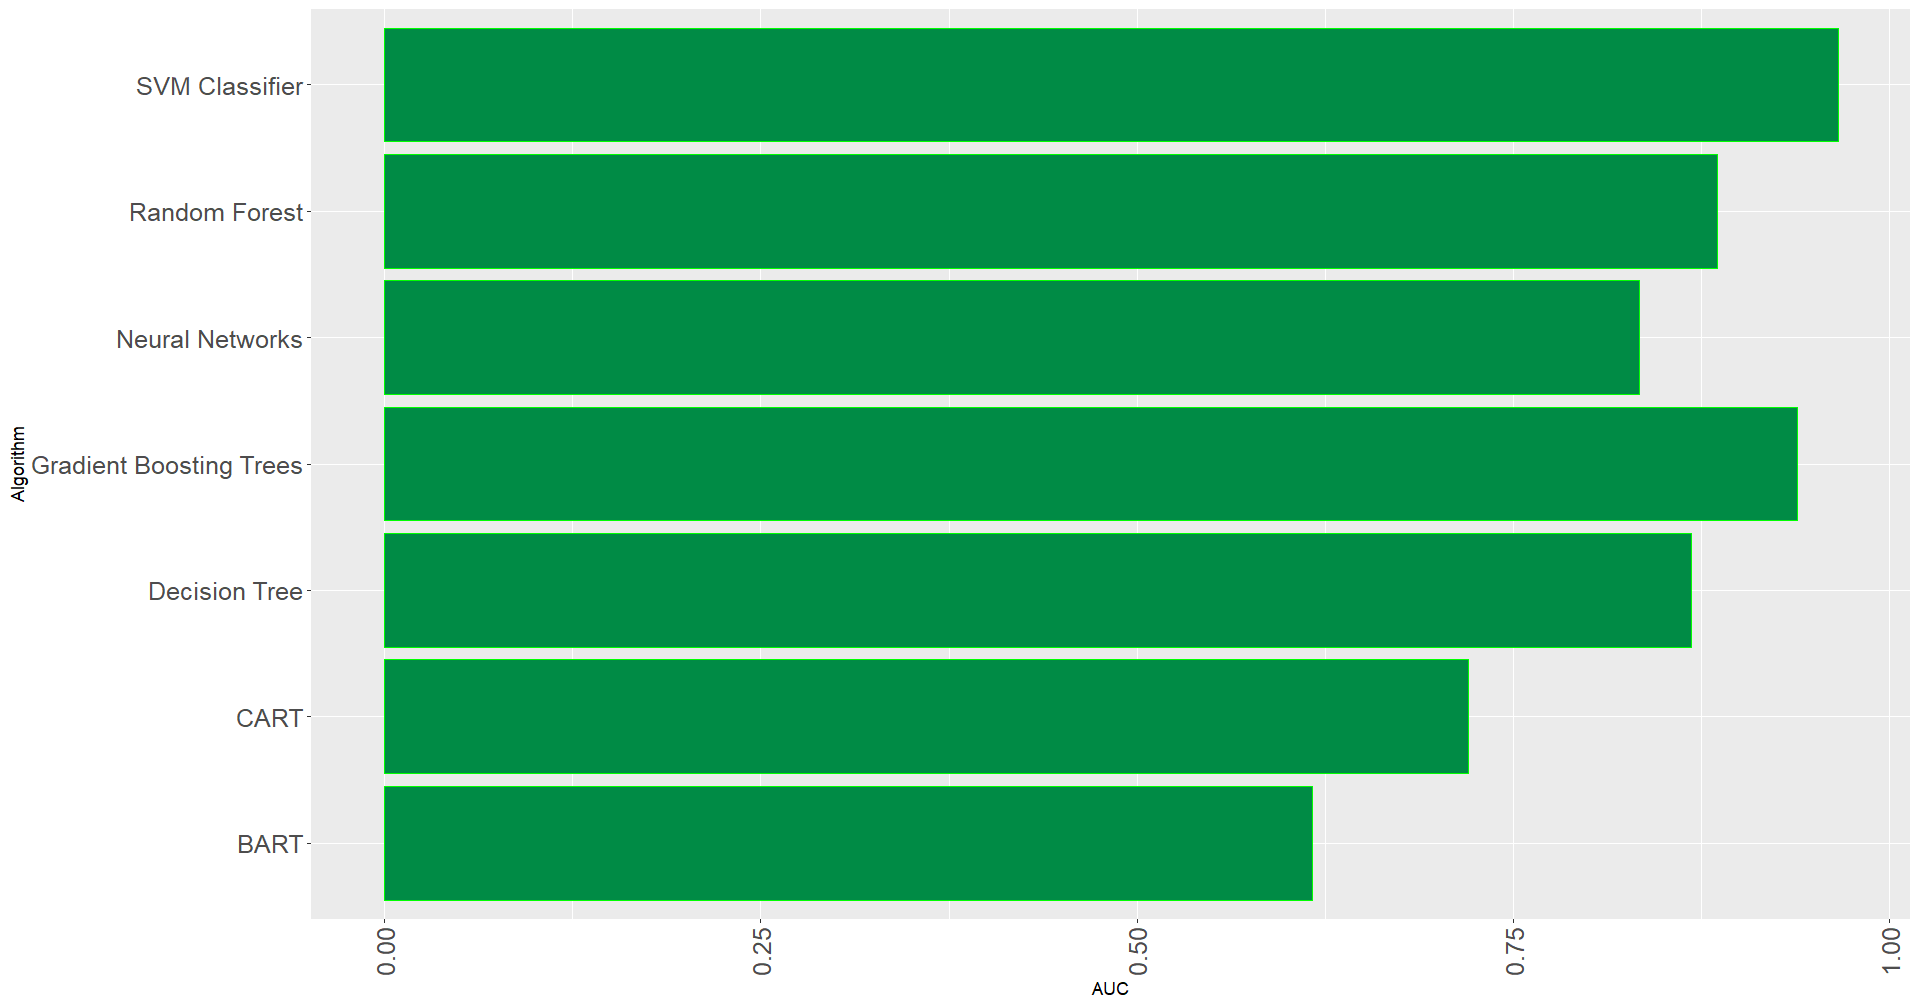 SVM Classifier
Random Forest
Neural Networks
Gradient Boosting Trees
Decision Tree
CART
BART
Algorithm
0.00
0.25
0.50
0.75
1.00
AUC